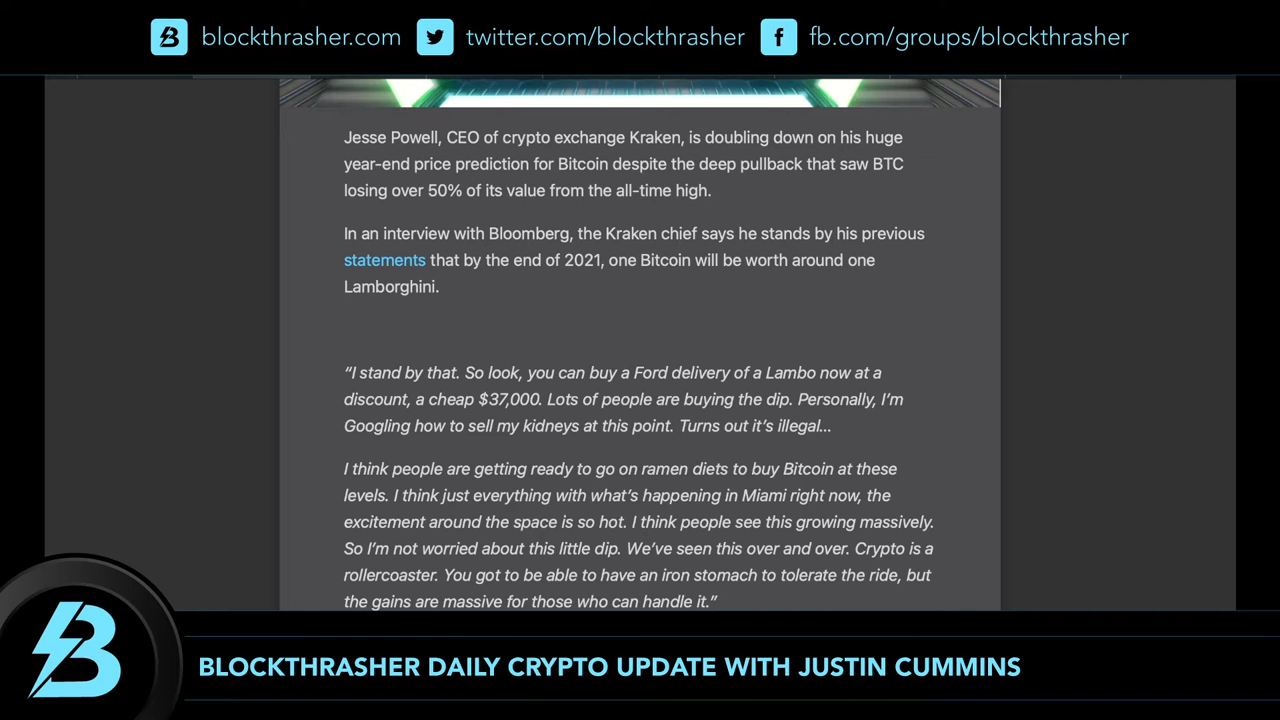 blockthrasher.com twitter.com/blockthrasher fb.com/groups/blockthrasher
Jesse Powell, CEO of crypto exchange Kraken, is doubling down on his huge
year-end price prediction for Bitcoin despite the deep pullback that saw BTC
losing over 50% of its value from the all-time high.
In an interview with Bloomberg, the Kraken chief says he stands by his previous
statements that by the end of 2021, one Bitcoin will be worth around one
Lamborghini.
“I stand by that. So look, you can buy a Ford delivery of a Lambo now at a
discount, a cheap $37,000. Lots of people are buying the dip. Personally, I’m
Googling how to sell my kidneys at this point. Turns out it’s illegal…
I think people are getting ready to go on ramen diets to buy Bitcoin at these
levels. I think just everything with what’s happening in Miami right now, the
excitement around the space is so hot. I think people see this growing massively.
So I’m not worried about this little dip. We’ve seen this over and over. Crypto is a
rollercoaster. You got to be able to have an iron stomach to tolerate the ride, but
the gains are massive for those who can handle it.”
BLOCKTHRASHER DAILY CRYPTO UPDATE WITH JUSTIN CUMMINS